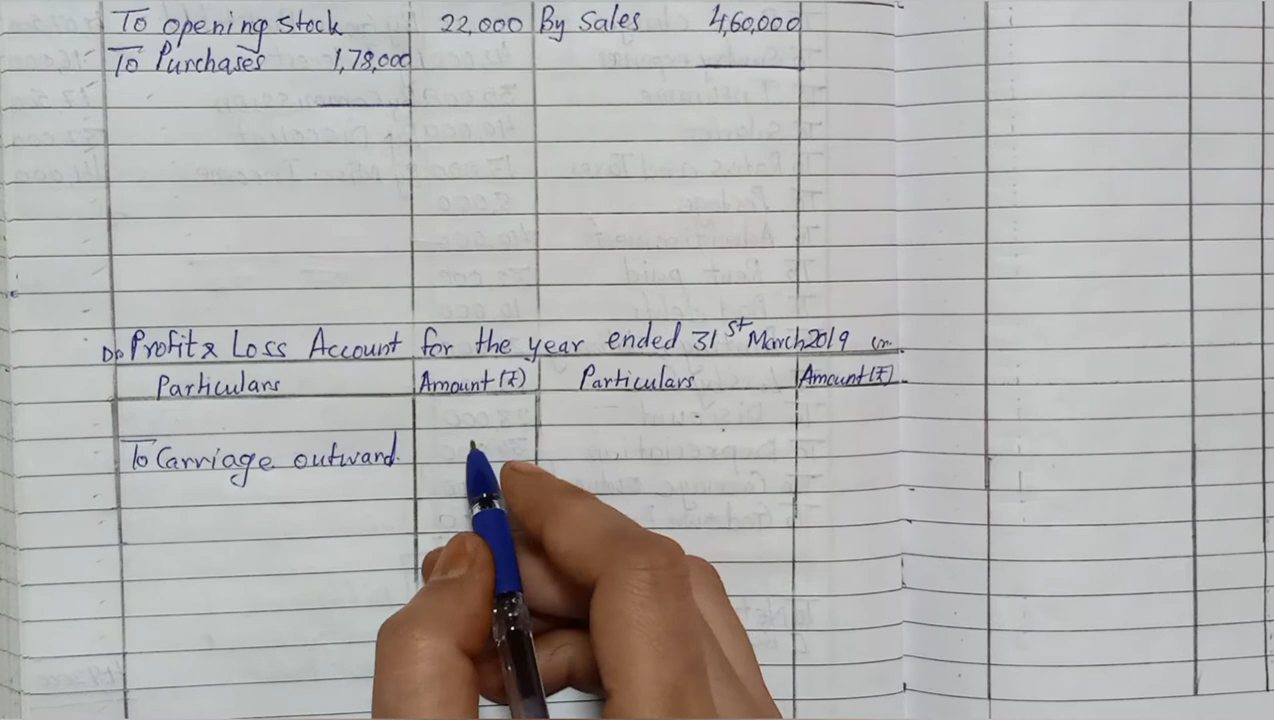 To opening stock 22,000 By Sales 4,60,000
To Purchases 1,78,000
Dr. Profit & Loss Account for the year ended 31st March 2019 Cr.
Particulars Amount (₹) Particulars Amount (₹)
To Carriage outward